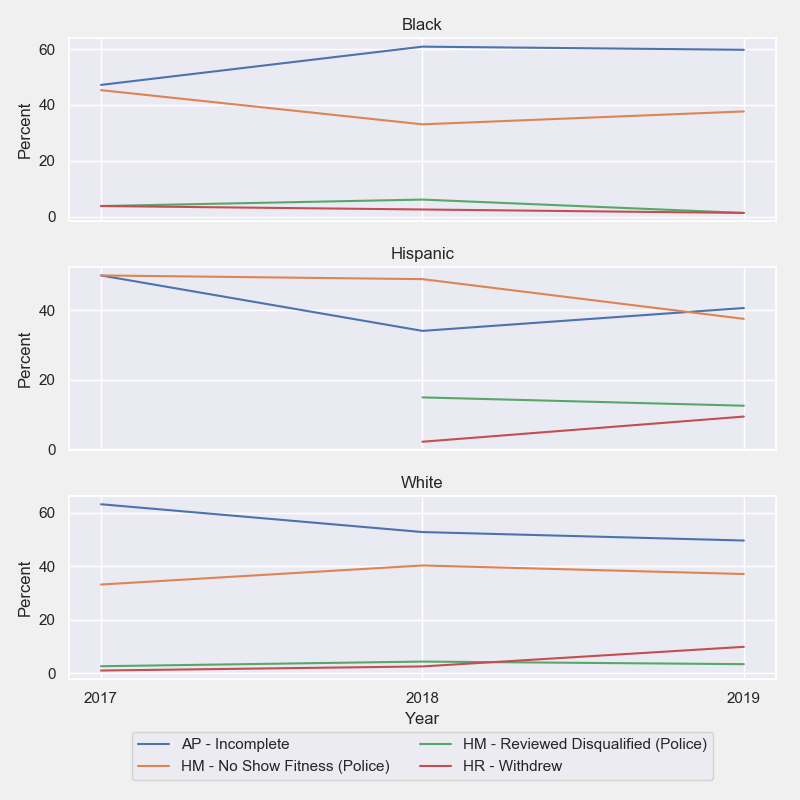 Black
60
40
20
0
Percent
Hispanic
40
20
0
Percent
White
60
40
20
0
Percent
2017 2018 2019
Year
AP - Incomplete HM - Reviewed Disqualified (Police)
HM - No Show Fitness (Police) HR - Withdrew